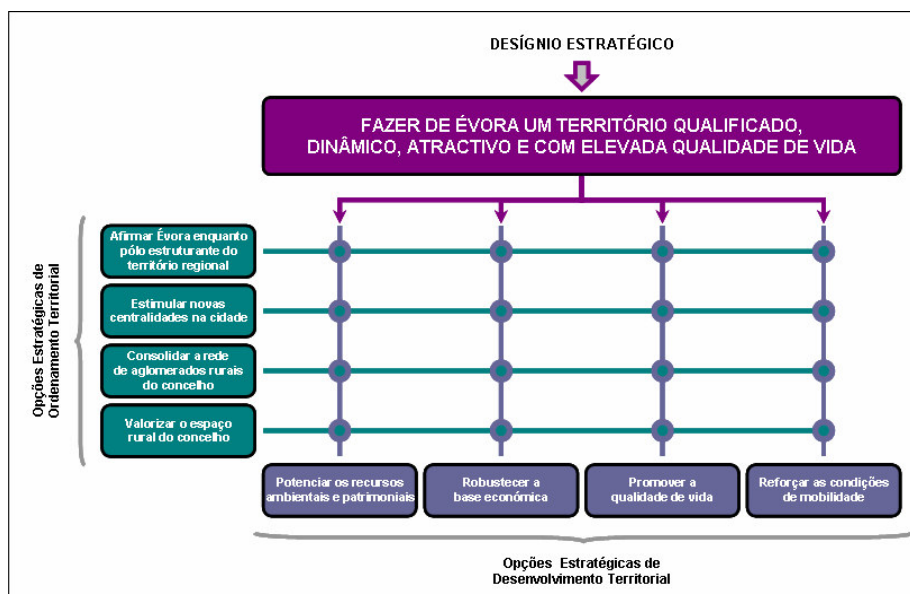 DESÍGNIO ESTRATÉGICO
FAZER DE ÉVORA UM TERRITÓRIO QUALIFICADO,
DINÂMICO, ATRACTIVO E COM ELEVADA QUALIDADE DE VIDA
Opções Estratégicas de
Ordenamento Territorial
Afirmar Évora enquanto
pólo estruturante do
território regional
Estimular novas
centralidades na cidade
Consolidar a rede
de aglomerados rurais
do concelho
Valorizar o espaço
rural do concelho
Potenciar os recursos
ambientais e patrimoniais
Robustecer a
base económica
Promover a
qualidade de vida
Reforçar as condições
de mobilidade
Opções Estratégicas de
Desenvolvimento Territorial